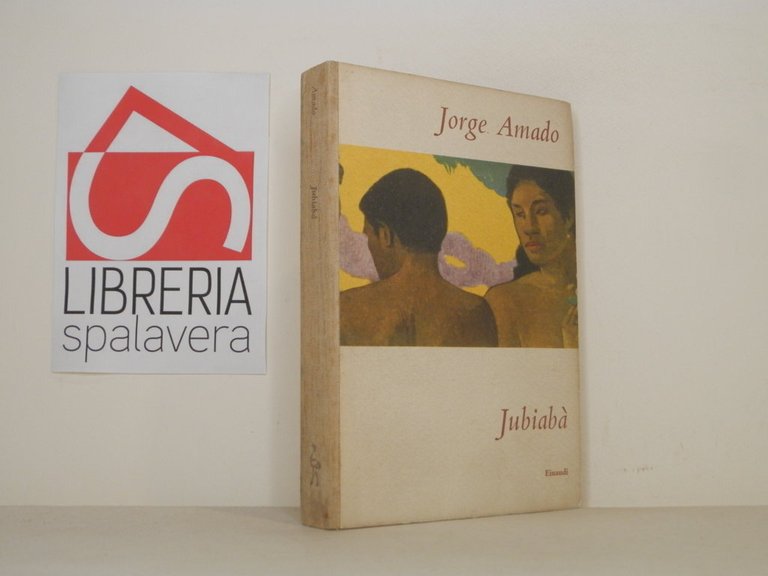 LIBRERIA
spalavera
Amado
Jubiabà
Jorge Amado
Jubiabà
Einaudi